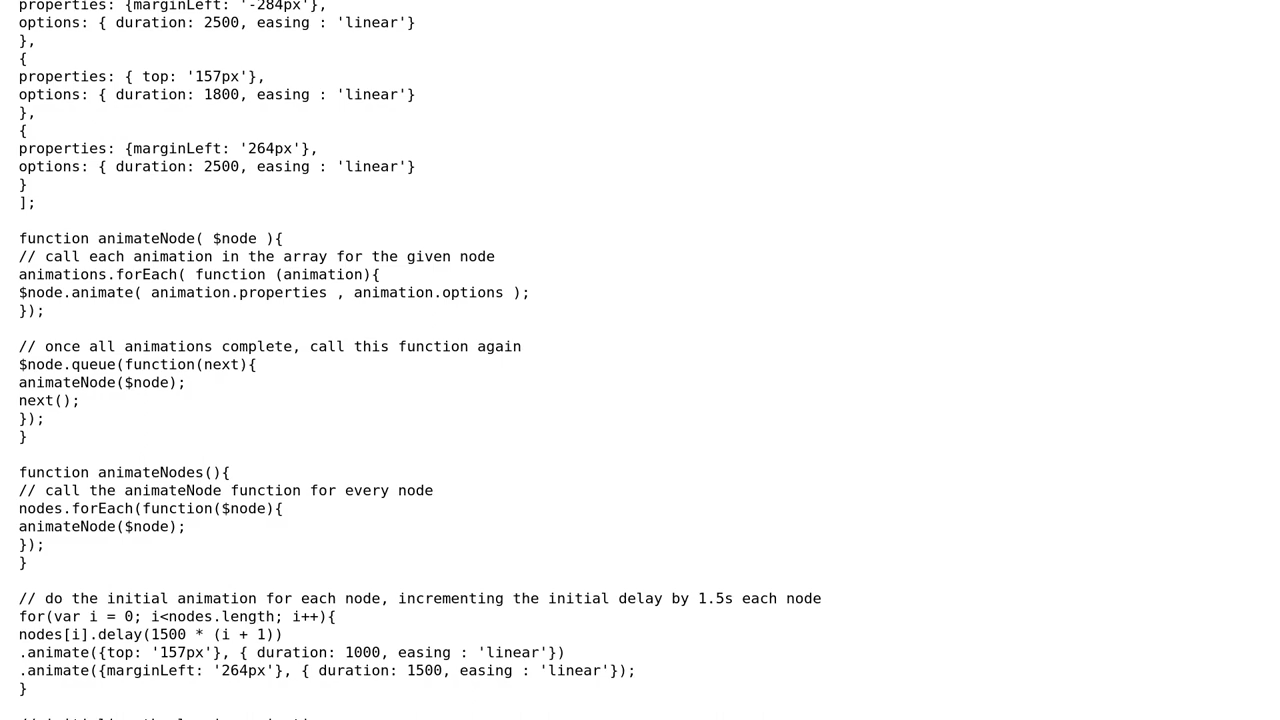 properties: {marginLeft: '-284px'},
options: { duration: 2500, easing : 'linear'}
},
{
properties: { top: '157px'},
options: { duration: 1800, easing : 'linear'}
},
{
properties: {marginLeft: '264px'},
options: { duration: 2500, easing : 'linear'}
}
];

function animateNode( $node ){
// call each animation in the array for the given node
animations.forEach( function (animation){
$node.animate( animation.properties , animation.options );
});

// once all animations complete, call this function again
$node.queue(function(next){
animateNode($node);
next();
});
}

function animateNodes(){
// call the animateNode function for every node
nodes.forEach(function($node){
animateNode($node);
});
}

// do the initial animation for each node, incrementing the initial delay by 1.5s each node
for(var i = 0; i<nodes.length; i++){
nodes[i].delay(1500 * (i + 1))
.animate({top: '157px'}, { duration: 1000, easing : 'linear'})
.animate({marginLeft: '264px'}, { duration: 1500, easing : 'linear'});
}